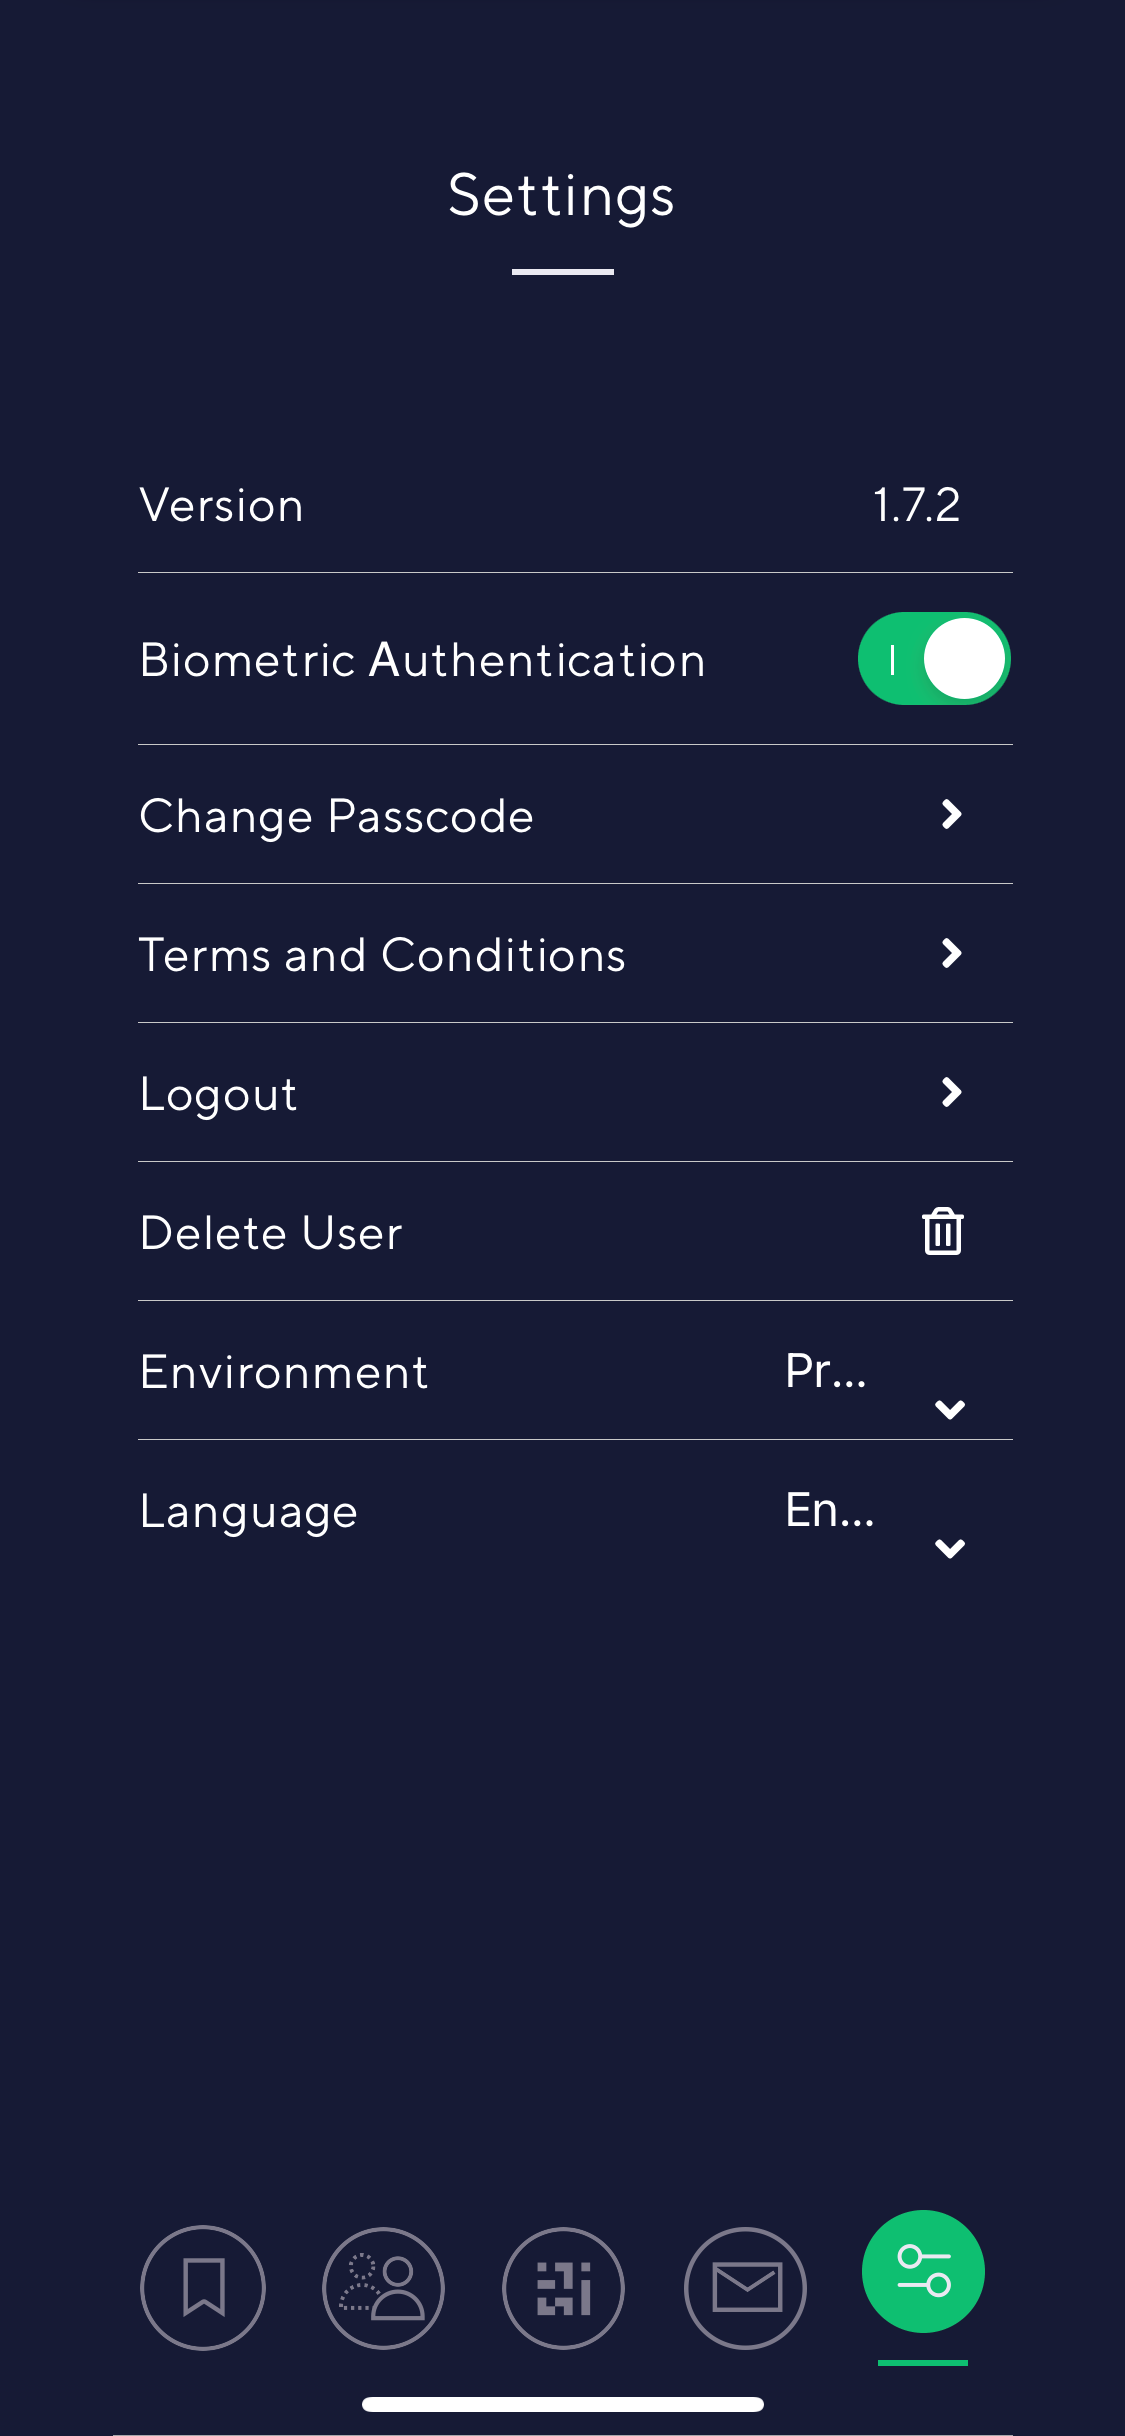 Settings
Version 1.7.2
Biometric Authentication
Change Passcode
Terms and Conditions
Logout
Delete User
Environment Pr...
Language En...